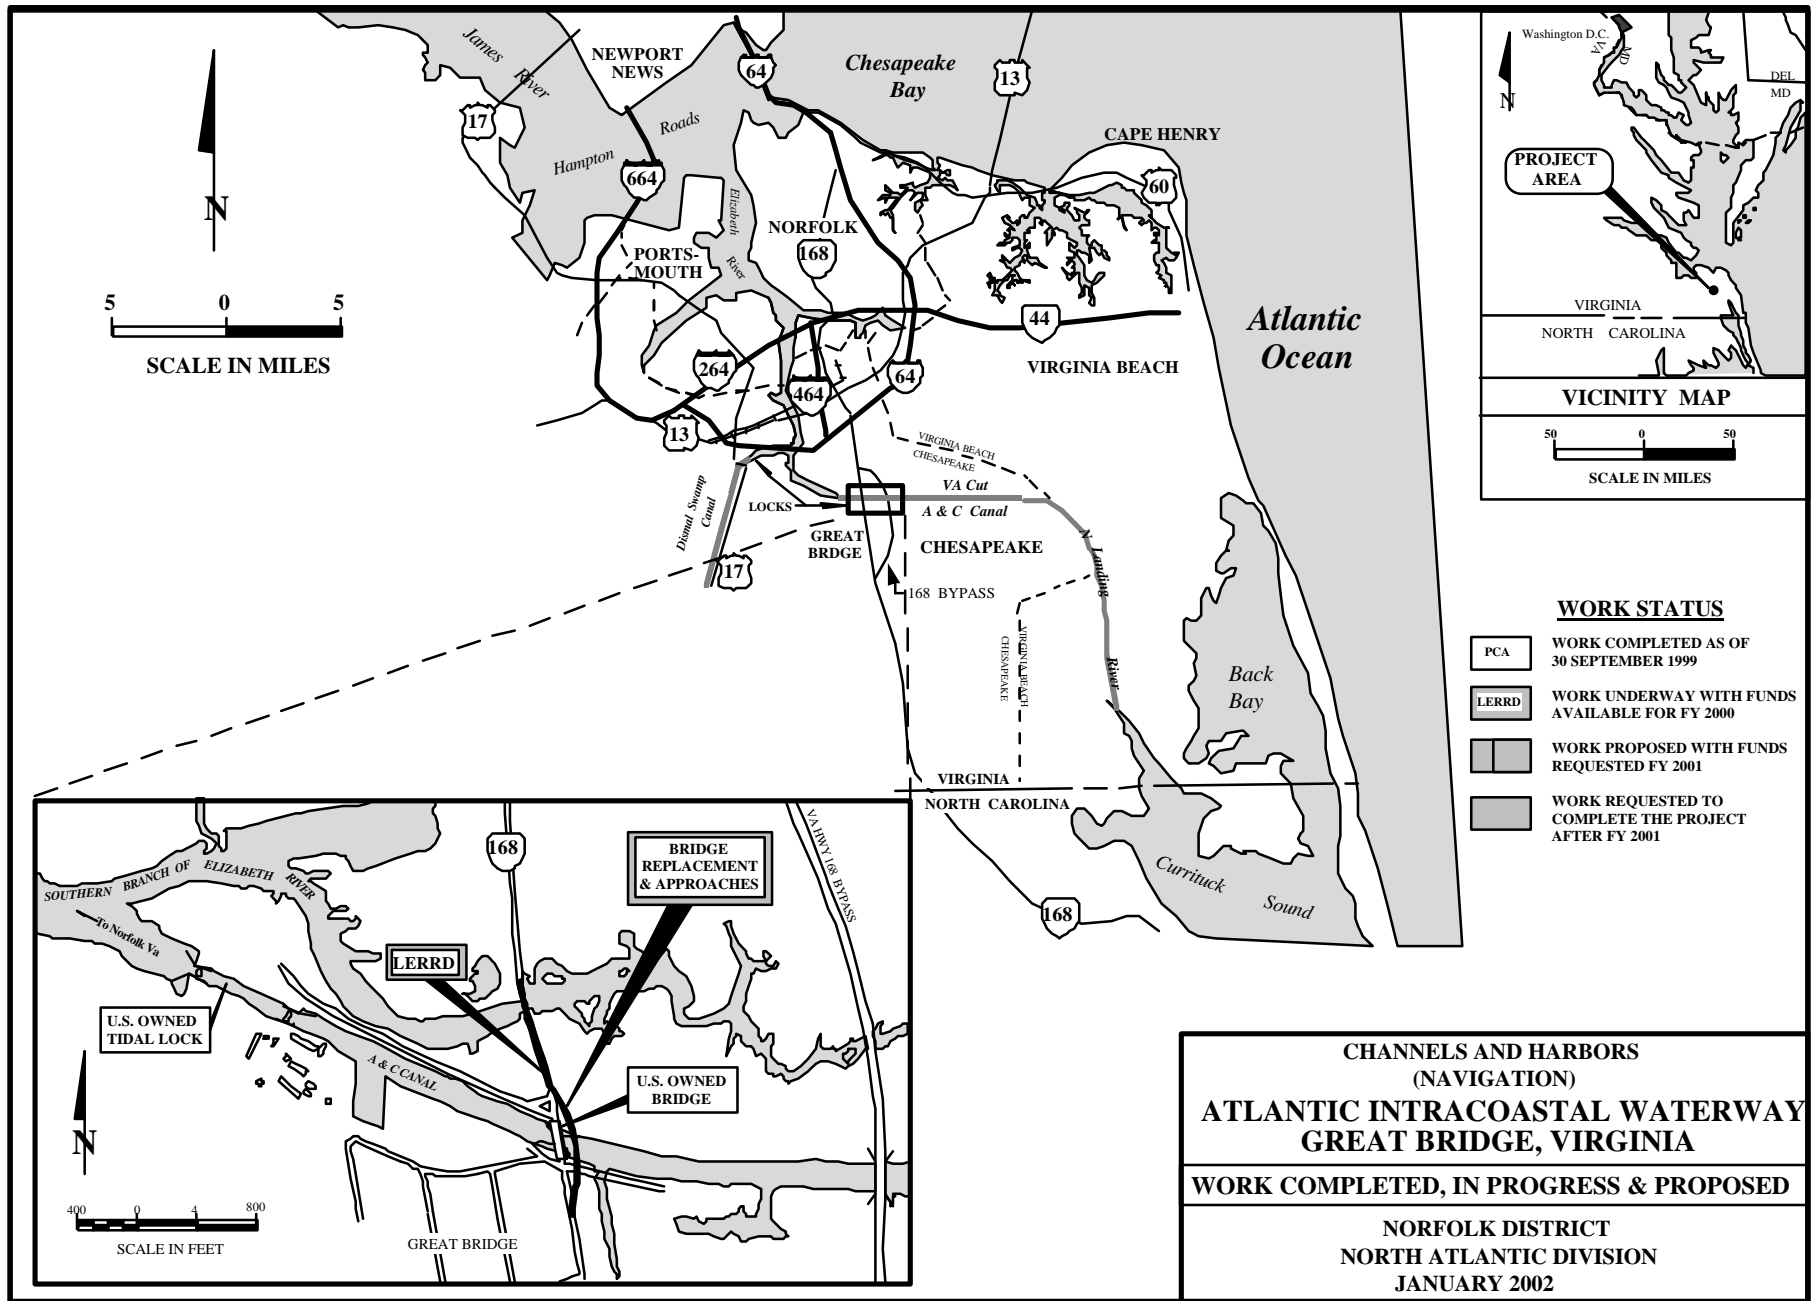 James
River
NEWPORT
NEWS
64
Chesapeake
Bay
13
17
Hampton
Roads
664
CAPE HENRY
60
Elizabeth
River
NORFOLK
168
PORTS-
MOUTH
N
5 0 5
SCALE IN MILES
44
VIRGINIA BEACH
Atlantic
Ocean
264
464
64
13
VIRGINIA BEACH
CHESAPEAKE
VA Cut
A & C Canal
LOCKS
Dismal Swamp
Canal
GREAT
BRDGE
CHESAPEAKE
17
168 BYPASS
N Landing
River
VIRGINIA BEACH
CHESAPEAKE
Back
Bay
VIRGINIA
NORTH CAROLINA
Currituck
Sound
168
Washington D.C.
VA
MD
DEL
MD
N
PROJECT
AREA
VIRGINIA
NORTH CAROLINA
VICINITY MAP
50 0 50
SCALE IN MILES
WORK STATUS
PCA
WORK COMPLETED AS OF
30 SEPTEMBER 1999
LERRD
WORK UNDERWAY WITH FUNDS
AVAILABLE FOR FY 2000
WORK PROPOSED WITH FUNDS
REQUESTED FY 2001
WORK REQUESTED TO
COMPLETE THE PROJECT
AFTER FY 2001
SOUTHERN BRANCH OF ELIZABETH RIVER
To Norfolk Va
168
BRIDGE
REPLACEMENT
& APPROACHES
VA HWY 168 BYPASS
LERRD
U.S. OWNED
TIDAL LOCK
A & C CANAL
U.S. OWNED
BRIDGE
N
400 0 4 800
SCALE IN FEET
GREAT BRIDGE
CHANNELS AND HARBORS
(NAVIGATION)
ATLANTIC INTRACOASTAL WATERWAY
GREAT BRIDGE, VIRGINIA
WORK COMPLETED, IN PROGRESS & PROPOSED
NORFOLK DISTRICT
NORTH ATLANTIC DIVISION
JANUARY 2002